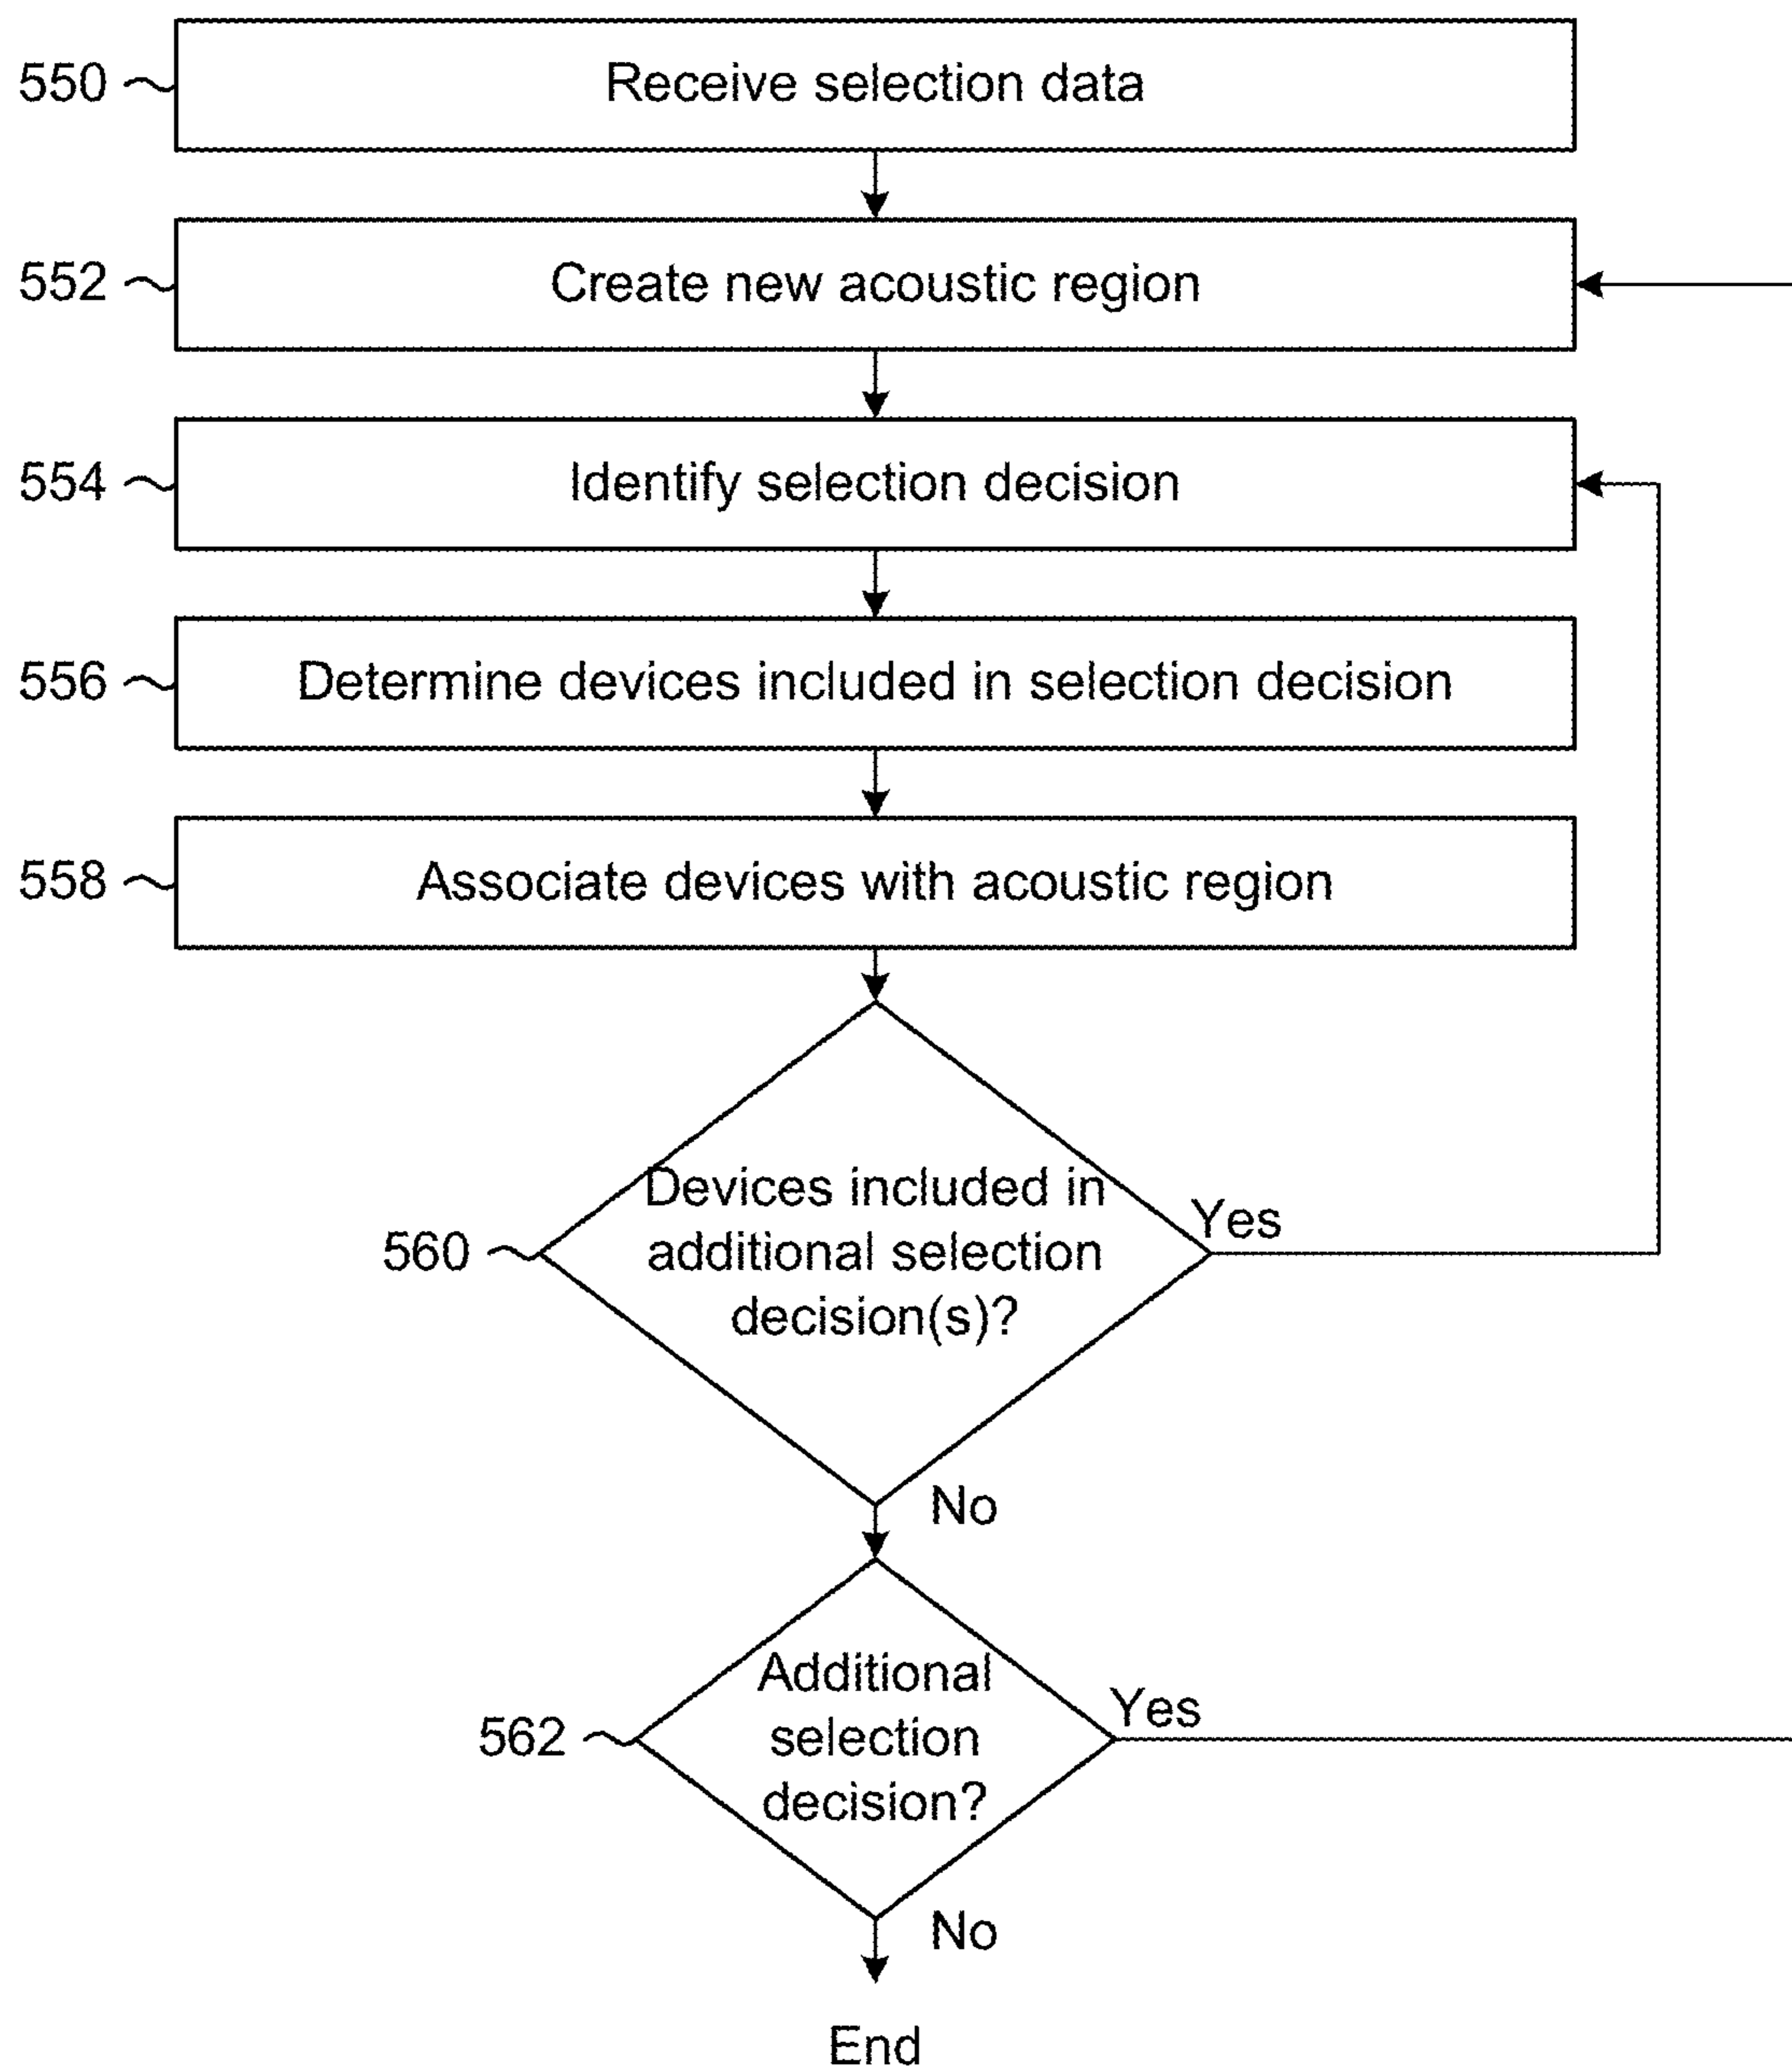 550
Receive selection data
552
Create new acoustic region
554
Identify selection decision
556
Determine devices included in selection decision
558
Associate devices with acoustic region
560
Devices included in
additional selection
decision(s)?
Yes
No
562
Additional
selection
decision?
Yes
No
End